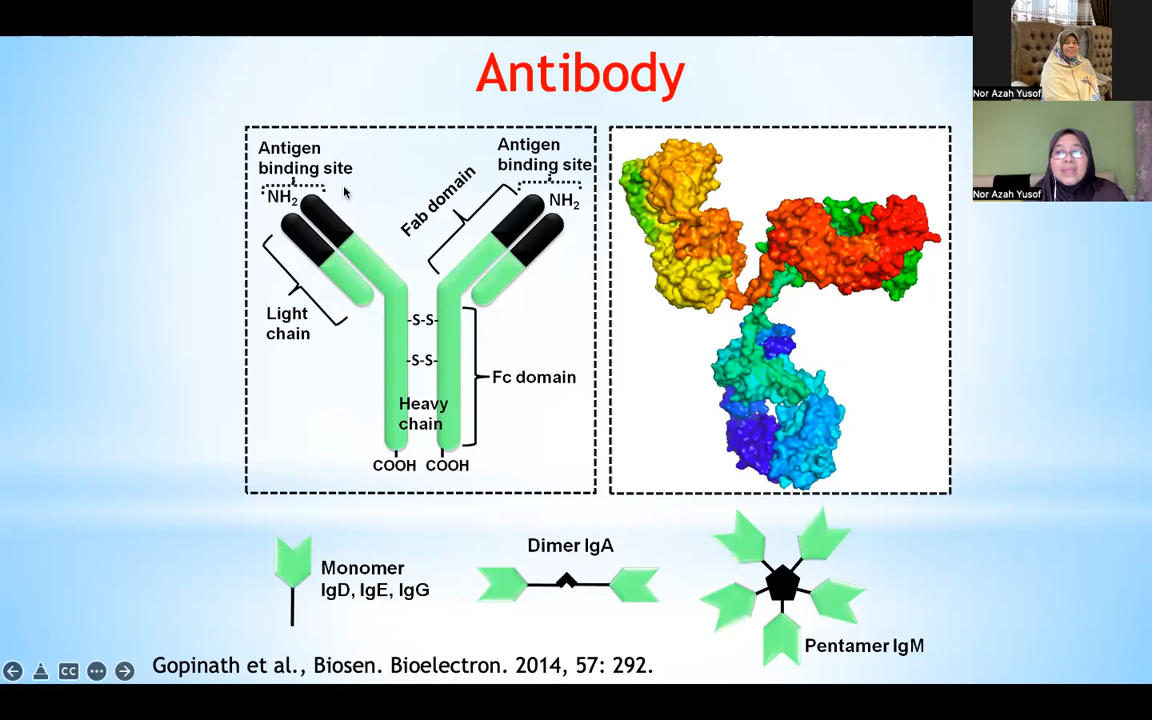 Antibody
Nor Azah Yusof
Nor Azah Yusof
Antigen
binding site
NH2
Fab domain
Antigen
binding site
NH2
Light
chain
-S-S-
-S-S-
Fc domain
Heavy
chain
COOH COOH
Monomer
IgD, IgE, IgG
Dimer IgA
Pentamer IgM
CC
Gopinath et al., Biosen. Bioelectron. 2014, 57: 292.